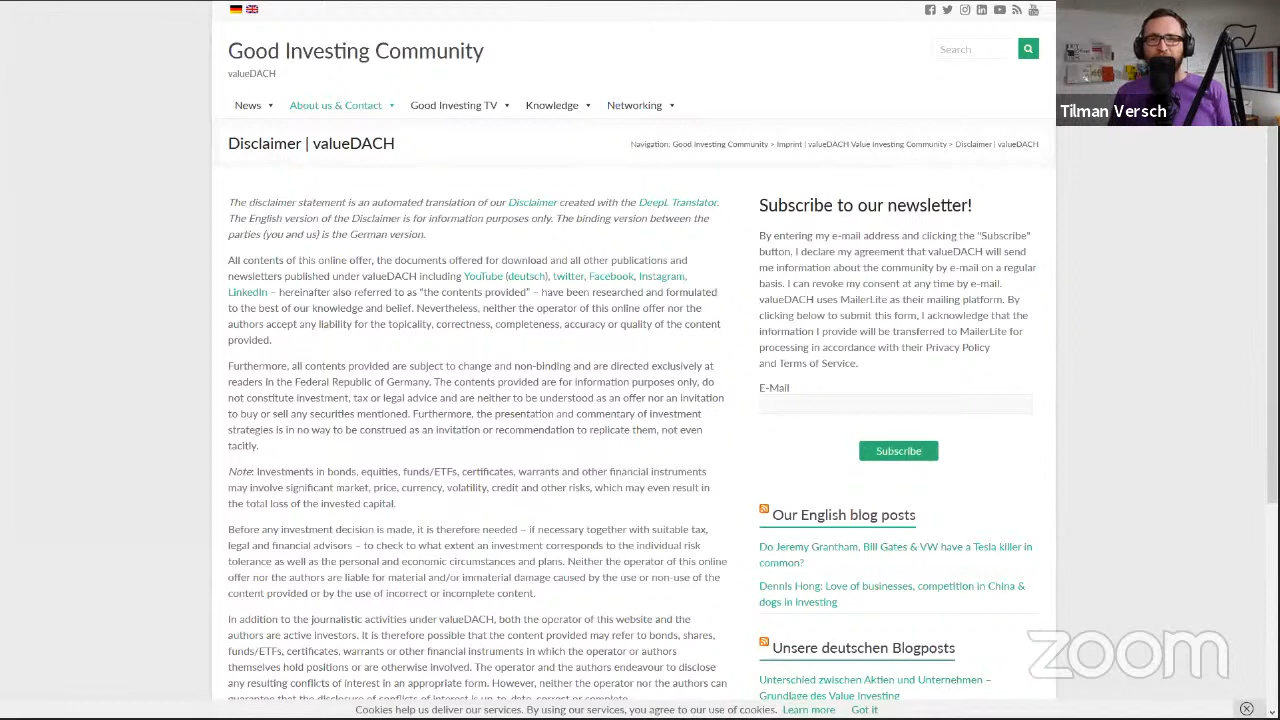 Good Investing Community
valueDACH
Search
News
About us & Contact
Good Investing TV
Knowledge
Networking
Tilman Versch
Disclaimer | valueDACH
Navigation: Good Investing Community > Imprint | valueDACH Value Investing Community > Disclaimer | valueDACH
The disclaimer statement is an automated translation of our Disclaimer created with the DeepL Translator.
The English version of the Disclaimer is for information purposes only. The binding version between the
parties (you and us) is the German version.
All contents of this online offer, the documents offered for download and all other publications and
newsletters published under valueDACH including YouTube (deutsch), twitter, Facebook, Instagram,
LinkedIn – hereinafter also referred to as “the contents provided” – have been researched and formulated
to the best of our knowledge and belief. Nevertheless, neither the operator of this online offer nor the
authors accept any liability for the topicality, correctness, completeness, accuracy or quality of the content
provided.
Furthermore, all contents provided are subject to change and non-binding and are directed exclusively at
readers in the Federal Republic of Germany. The contents provided are for information purposes only, do
not constitute investment, tax or legal advice and are neither to be understood as an offer nor an invitation
to buy or sell any securities mentioned. Furthermore, the presentation and commentary of investment
strategies is in no way to be construed as an invitation or recommendation to replicate them, not even
tacitly.
Note: Investments in bonds, equities, funds/ETFs, certificates, warrants and other financial instruments
may involve significant market, price, currency, volatility, credit and other risks, which may even result in
the total loss of the invested capital.
Before any investment decision is made, it is therefore needed – if necessary together with suitable tax,
legal and financial advisors – to check to what extent an investment corresponds to the individual risk
tolerance as well as the personal and economic circumstances and plans. Neither the operator of this online
offer nor the authors are liable for material and/or immaterial damage caused by the use or non-use of the
content provided or by the use of incorrect or incomplete content.
In addition to the journalistic activities under valueDACH, both the operator of this website and the
authors are active investors. It is therefore possible that the content provided may refer to bonds, shares,
funds/ETFs, certificates, warrants or other financial instruments in which the operator or authors
themselves hold positions or are otherwise involved. The operator and the authors endeavour to disclose
any resulting conflicts of interest in an appropriate form. However, neither the operator nor the authors can
guarantee that the disclosure of conflicts of interest is up-to-date, correct or complete.
Subscribe to our newsletter!
By entering my e-mail address and clicking the "Subscribe"
button, I declare my agreement that valueDACH will send
me information about the community by e-mail on a regular
basis. I can revoke my consent at any time by e-mail.
valueDACH uses MailerLite as their mailing platform. By
clicking below to submit this form, I acknowledge that the
information I provide will be transferred to MailerLite for
processing in accordance with their Privacy Policy
and Terms of Service.
E-Mail
Subscribe
Our English blog posts
Do Jeremy Grantham, Bill Gates & VW have a Tesla killer in
common?
Dennis Hong: Love of businesses, competition in China &
dogs in investing
Unsere deutschen Blogposts
Unterschied zwischen Aktien und Unternehmen –
Grundlage des Value Investing
zoom
Cookies help us deliver our services. By using our services, you agree to our use of cookies. Learn more Got it